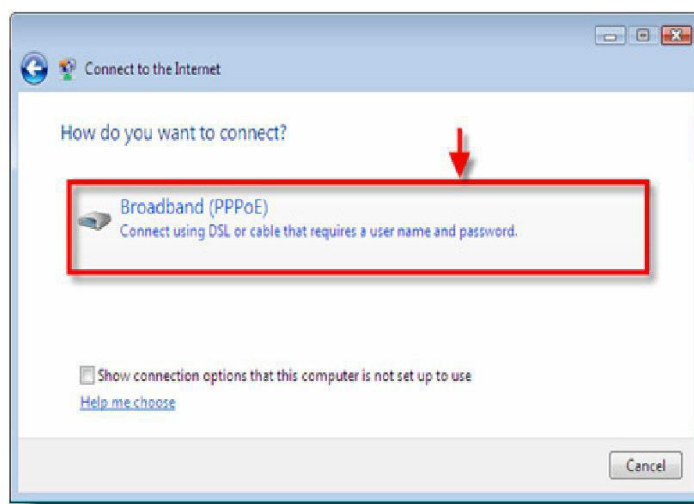 Connect to the Internet
How do you want to connect?
Broadband (PPPoE)
Connect using DSL or cable that requires a user name and password.
Show connection options that this computer is not set up to use
Help me choose
Cancel